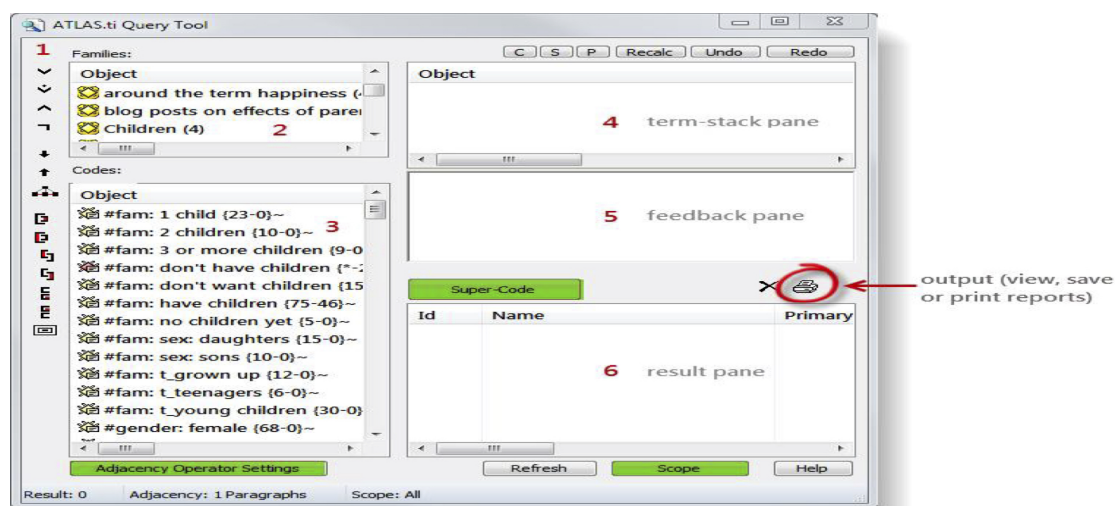 ATLAS.ti Query Tool
1
Families:
C S P Recalc Undo Redo
Object
around the term happiness (
blog posts on effects of parer
Children (4)
2
Object
4 term-stack pane
Codes:
Object
#fam: 1 child {23-0}~
#fam: 2 children {10-0}~
3
#fam: 3 or more children {9-0
#fam: don't have children {*-2
#fam: don't want children {15
#fam: have children {75-46}~
#fam: no children yet {5-0}~
#fam: sex: daughters {15-0}~
#fam: sex: sons {10-0}~
#fam: t_grown up {12-0}~
#fam: t_teenagers {6-0}~
#fam: t_young children {30-0}
#gender: female {68-0}~
5 feedback pane
Super-Code
output (view, save
or print reports)
Id Name Primary
6 result pane
Adjacency Operator Settings
Refresh Scope Help
Result: 0 Adjacency: 1 Paragraphs Scope: All